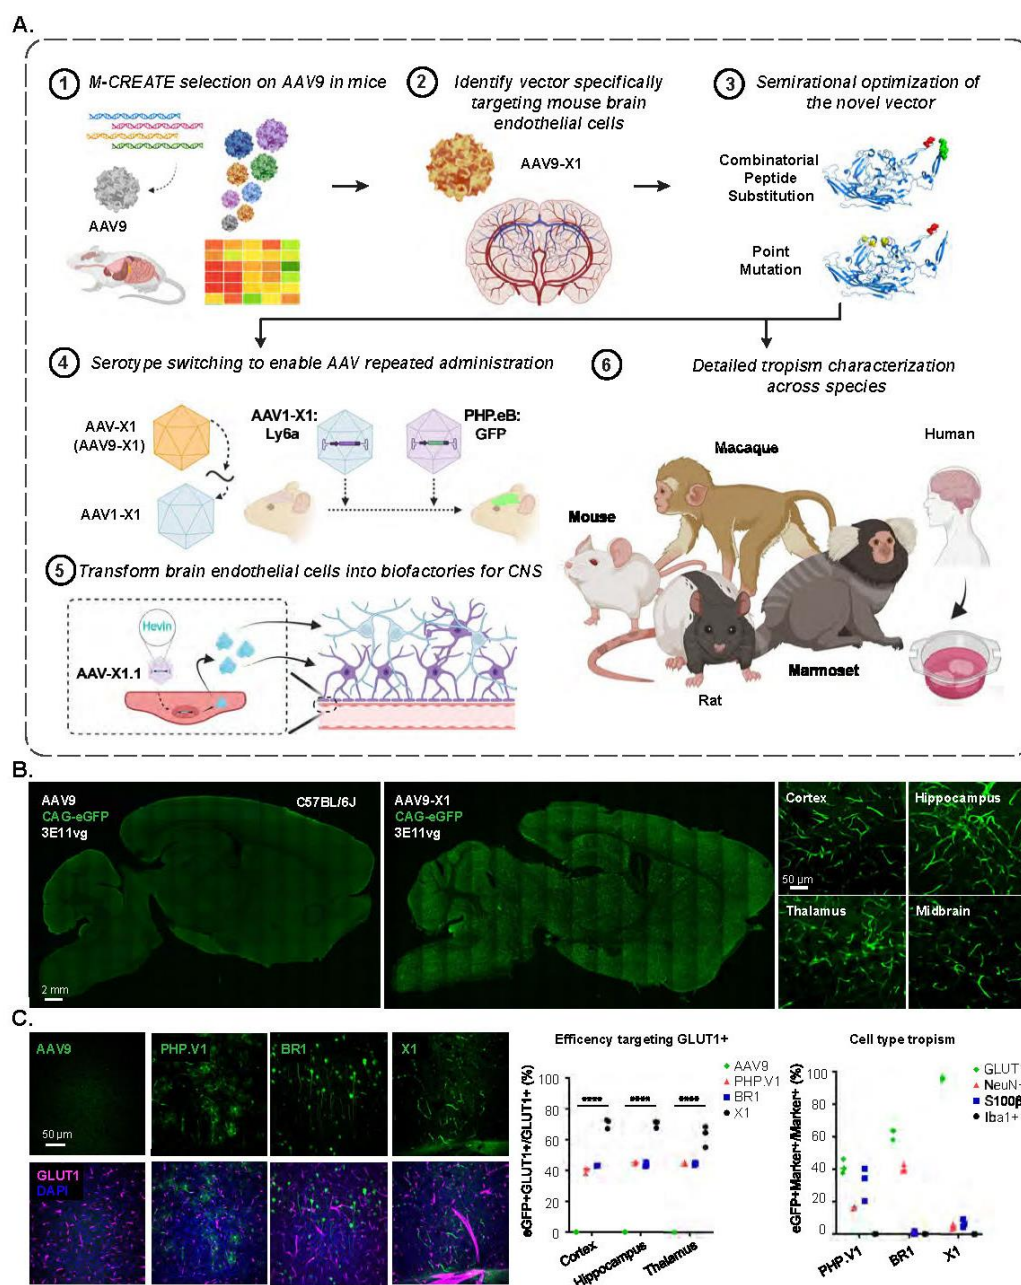 A.
1 M-CREATE selection on AAV9 in mice
AAV9
2 Identify vector specifically
targeting mouse brain
endothelial cells
AAV9-X1
3 Semirational optimization of
the novel vector
Combinatorial
Peptide
Substitution
Point
Mutation
4 Serotype switching to enable AAV repeated administration
AAV-X1
(AAV9-X1)
AAV1-X1
AAV1-X1:
Ly6a
PHP.eB:
GFP
5 Transform brain endothelial cells into biofactories for CNS
Hevin
AAV-X1.1
6 Detailed tropism characterization
across species
Macaque
Human
Mouse
Marmoset
Rat
B.
AAV9
CAG-eGFP
3E11vg
C57BL/6J
2 mm
AAV9-X1
CAG-eGFP
3E11vg
Cortex
Hippocampus
50 µm
Thalamus
Midbrain
C.
AAV9
PHP.V1
BR1
X1
50 µm
GLUT1
DAPI
Efficency targeting GLUT1+
eGFP+GLUT1+/GLUT1+ (%)
100
80
60
40
20
0
**** **** ****
Cortex
Hippocampus
Thalamus
AAV9
PHP.V1
BR1
X1
Cell type tropism
eGFP+Marker+/Marker+ (%)
100
80
60
40
20
0
PHP.V1
BR1
X1
GLUT
NeuN
S100β
Iba1+